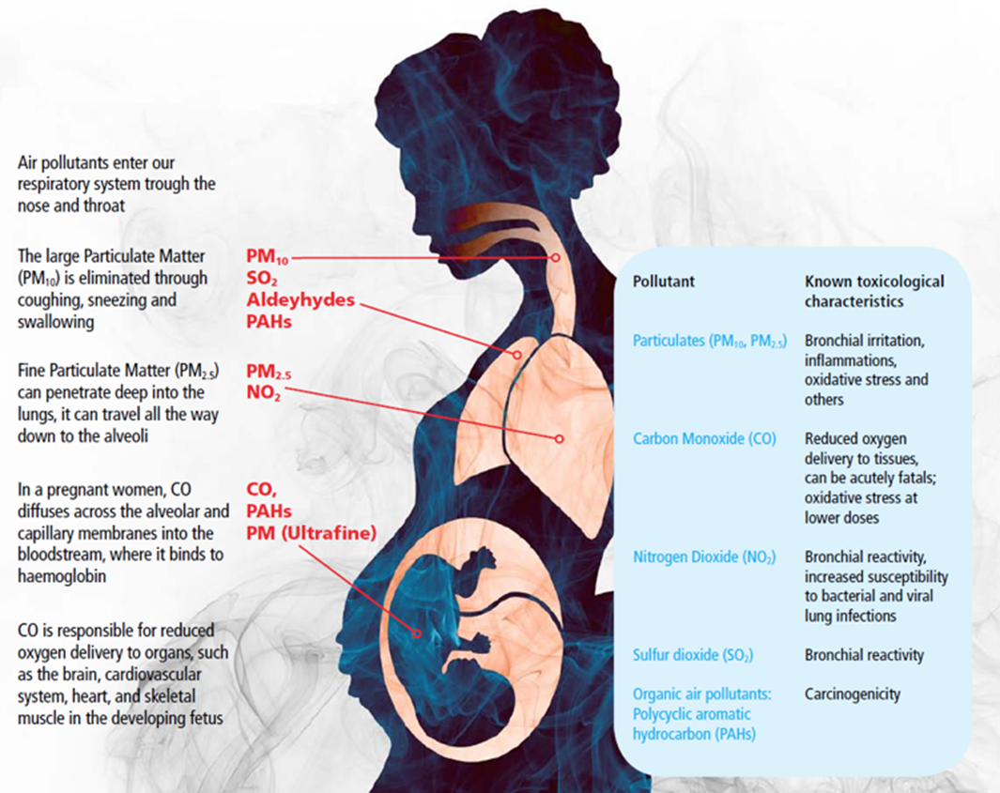 Air pollutants enter our
respiratory system trough the
nose and throat
The large Particulate Matter
(PM₁₀) is eliminated through
coughing, sneezing and
swallowing
Fine Particulate Matter (PM₂.₅)
can penetrate deep into the
lungs, it can travel all the way
down to the alveoli
In a pregnant women, CO
diffuses across the alveolar and
capillary membranes into the
bloodstream, where it binds to
haemoglobin
CO is responsible for reduced
oxygen delivery to organs, such
as the brain, cardiovascular
system, heart, and skeletal
muscle in the developing fetus
PM₁₀
SO₂
Aldeyhydes
PAHs
PM₂.₅
NO₂
CO,
PAHs
PM (Ultrafine)
Pollutant
Known toxicological
characteristics
Particulates (PM₁₀, PM₂.₅)
Bronchial irritation,
inflammations,
oxidative stress and
others
Carbon Monoxide (CO)
Reduced oxygen
delivery to tissues,
can be acutely fatals;
oxidative stress at
lower doses
Nitrogen Dioxide (NO₂)
Bronchial reactivity,
increased susceptibility
to bacterial and viral
lung infections
Sulfur dioxide (SO₂)
Bronchial reactivity
Organic air pollutants:
Polycyclic aromatic
hydrocarbon (PAHs)
Carcinogenicity